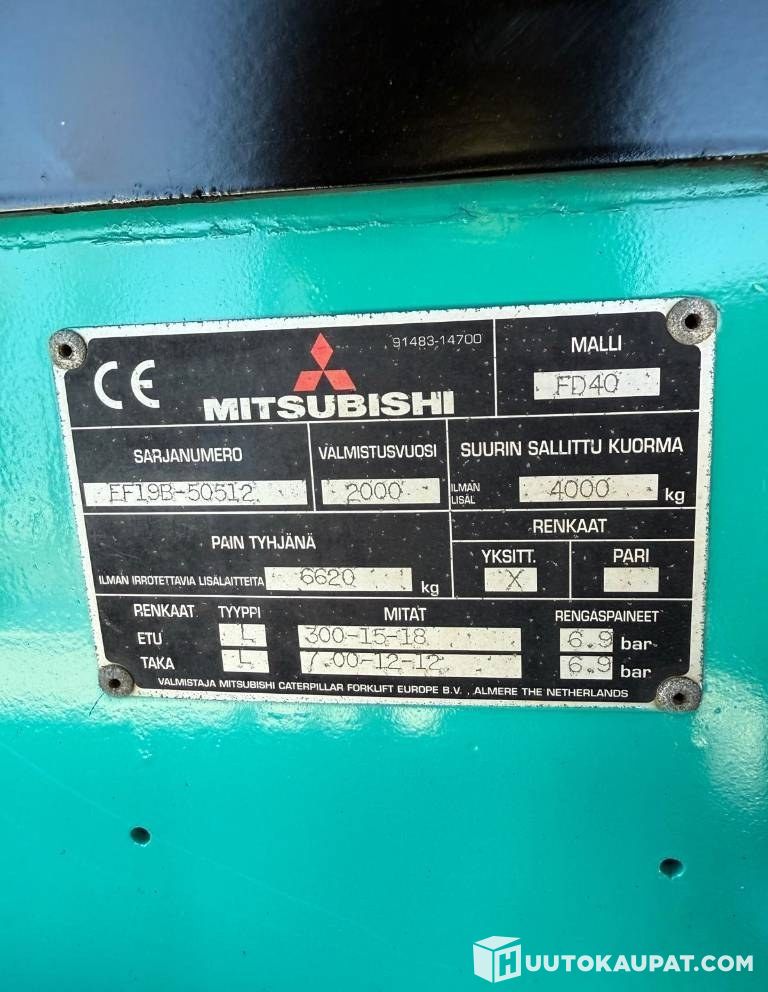 CE
91483-14700
MITSUBISHI
MALLI
FD40
SARJANUMERO
EF19B-50512
VALMISTUSVUOSI
2000
SUURIN SALLITTU KUORMA
ILMAN LISÄL
4000 kg
PAIN TYHJÄNÄ
ILMAN IRROTETTAVIA LISÄLAITTEITA 6620 kg
RENKAAT
YKSITT. PARI
X
RENKAAT TYYPPI MITAT RENGASPAINEET
ETU L 300-15-18 6.9 bar
TAKA L 7.00-12-12 6.9 bar
VALMISTAJA MITSUBISHI CATERPILLAR FORKLIFT EUROPE B.V., ALMERE THE NETHERLANDS
HUUTOKAUPAT.COM